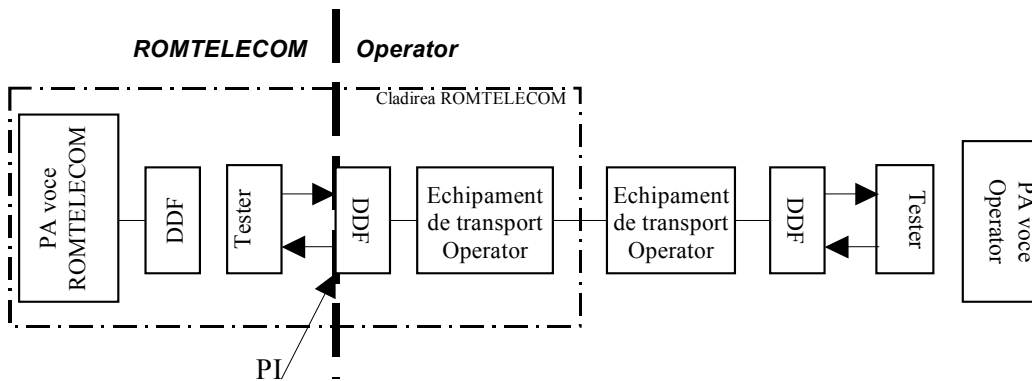 ROMTELECOM
Operator
Cladirea ROMTELECOM
PA voce
ROMTELECOM
DDF
Tester
DDF
Echipament
de transport
Operator
Echipament
de transport
Operator
DDF
Tester
PA voce
Operator
PI